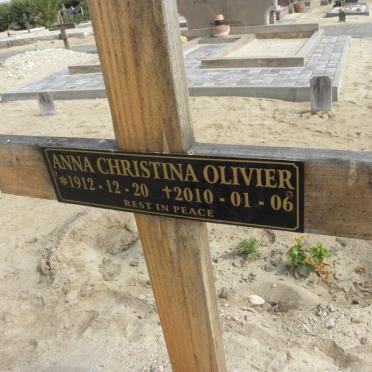 ANNA CHRISTINA OLIVIER
*1912-12-20 †2010-01-06
REST IN PEACE